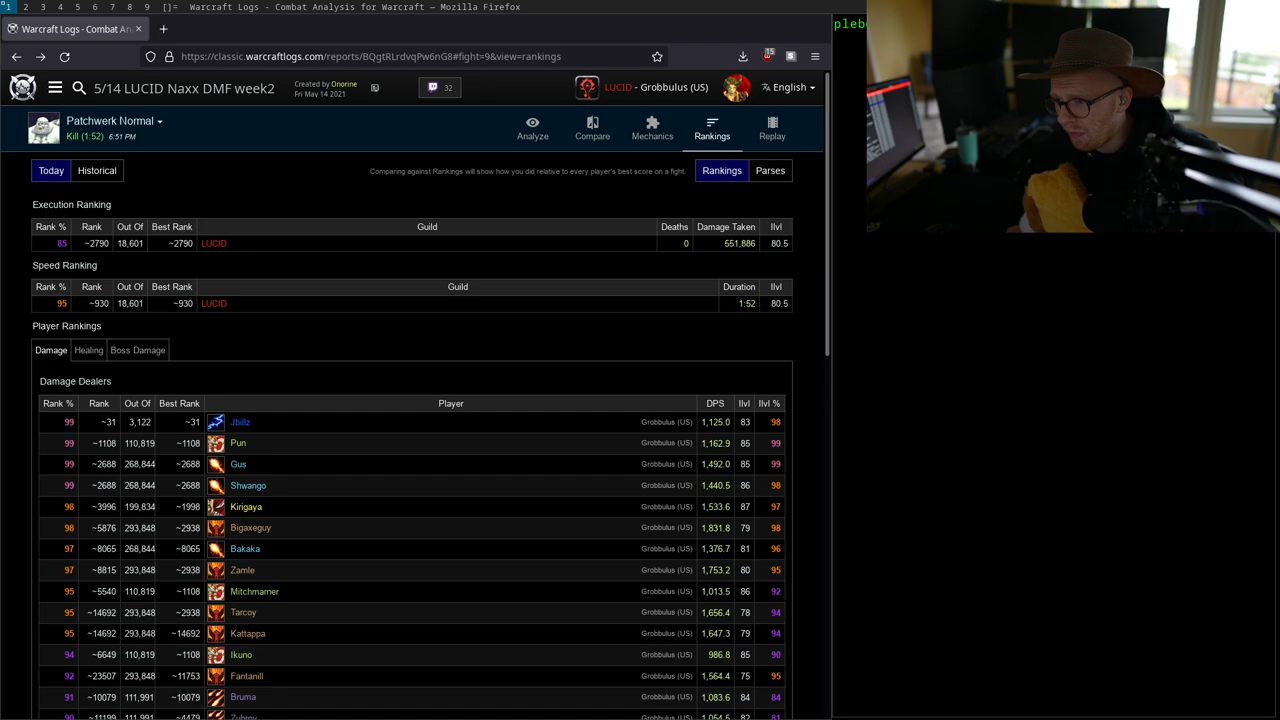 1 2 3 4 5 6 7 8 9 []= Warcraft Logs - Combat Analysis for Warcraft — Mozilla Firefox
Warcraft Logs - Combat An
pleb
https://classic.warcraftlogs.com/reports/BQgtRLrdvqPw6nG8#fight=9&view=rankings
15
S
5/14 LUCID Naxx DMF week2
Created by Onorine
Fri May 14 2021
32
LUCID - Grobbulus (US)
English
Patchwerk Normal
Kill (1:52) 6:51 PM
Analyze Compare Mechanics Rankings Replay
Today Historical
Comparing against Rankings will show how you did relative to every player's best score on a fight.
Rankings Parses
Execution Ranking
Rank % Rank Out Of Best Rank Guild Deaths Damage Taken Ilvl
85 ~2790 18,601 ~2790 LUCID 0 551,886 80.5
Speed Ranking
Rank % Rank Out Of Best Rank Guild Duration Ilvl
95 ~930 18,601 ~930 LUCID 1:52 80.5
Player Rankings
Damage Healing Boss Damage
Damage Dealers
Rank % Rank Out Of Best Rank Player DPS Ilvl Ilvl %
99 ~31 3,122 ~31 Jbillz Grobbulus (US) 1,125.0 83 98
99 ~1108 110,819 ~1108 Pun Grobbulus (US) 1,162.9 85 99
99 ~2688 268,844 ~2688 Gus Grobbulus (US) 1,492.0 85 99
99 ~2688 268,844 ~2688 Shwango Grobbulus (US) 1,440.5 86 98
98 ~3996 199,834 ~1998 Kirigaya Grobbulus (US) 1,533.6 87 97
98 ~5876 293,848 ~2938 Bigaxeguy Grobbulus (US) 1,831.8 79 98
97 ~8065 268,844 ~8065 Bakaka Grobbulus (US) 1,376.7 81 96
97 ~8815 293,848 ~2938 Zamle Grobbulus (US) 1,753.2 80 95
95 ~5540 110,819 ~1108 Mitchmarner Grobbulus (US) 1,013.5 86 92
95 ~14692 293,848 ~2938 Tarcoy Grobbulus (US) 1,656.4 78 94
95 ~14692 293,848 ~14692 Kattappa Grobbulus (US) 1,647.3 79 94
94 ~6649 110,819 ~1108 Ikuno Grobbulus (US) 986.8 85 90
92 ~23507 293,848 ~11753 Fantanill Grobbulus (US) 1,564.4 75 95
91 ~10079 111,991 ~10079 Bruma Grobbulus (US) 1,083.6 84 84
90 ~11199 111,991 ~4479 Zubroy Grobbulus (US) 1,054.5 82 81